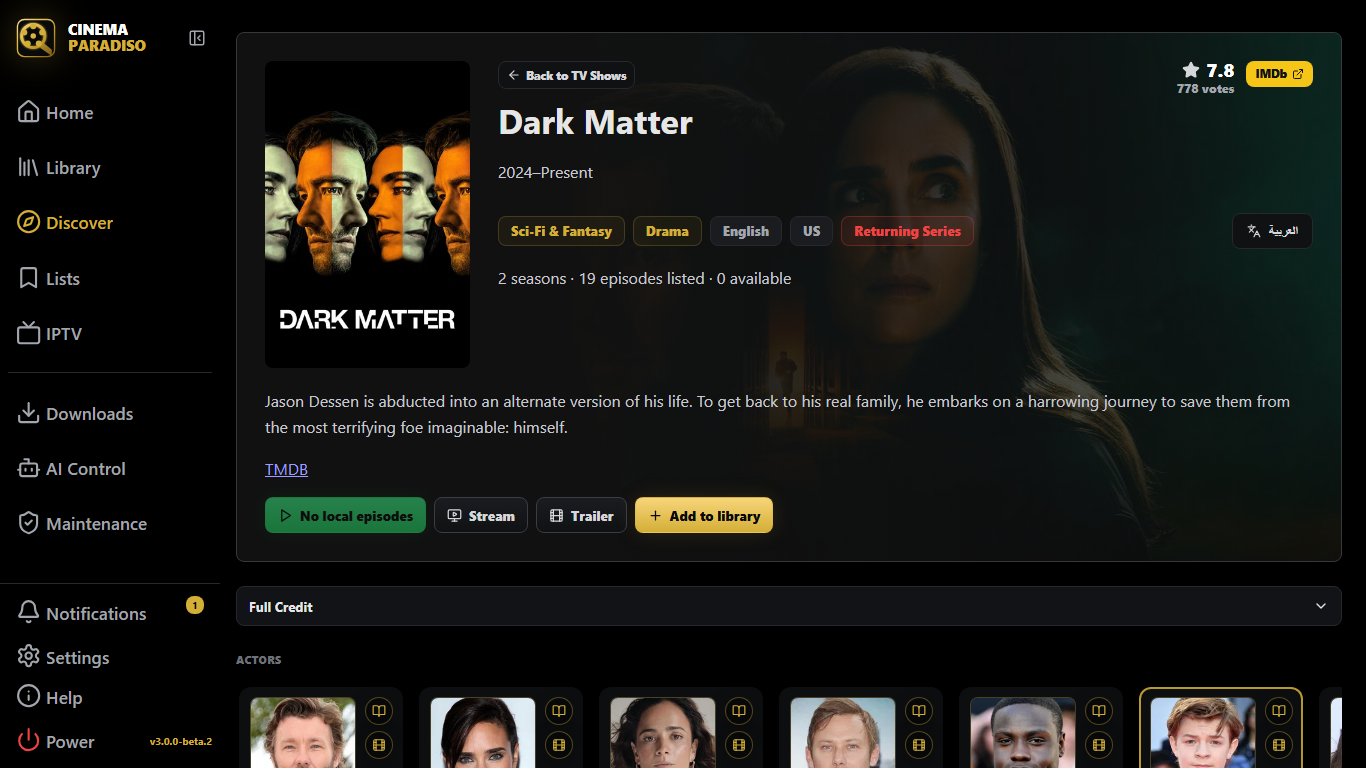 CINEMA
PARADISO
Home
Library
Discover
Lists
IPTV
Downloads
AI Control
Maintenance
Notifications
1
Settings
Help
Power
v3.0.0-beta.2
DARK MATTER
Back to TV Shows
7.8
778 votes
IMDb
Dark Matter
2024–Present
Sci-Fi & Fantasy
Drama
English
US
Returning Series
العربية
2 seasons · 19 episodes listed · 0 available
Jason Dessen is abducted into an alternate version of his life. To get back to his real family, he embarks on a harrowing journey to save them from
the most terrifying foe imaginable: himself.
TMDB
No local episodes
Stream
Trailer
Add to library
Full Credit
ACTORS